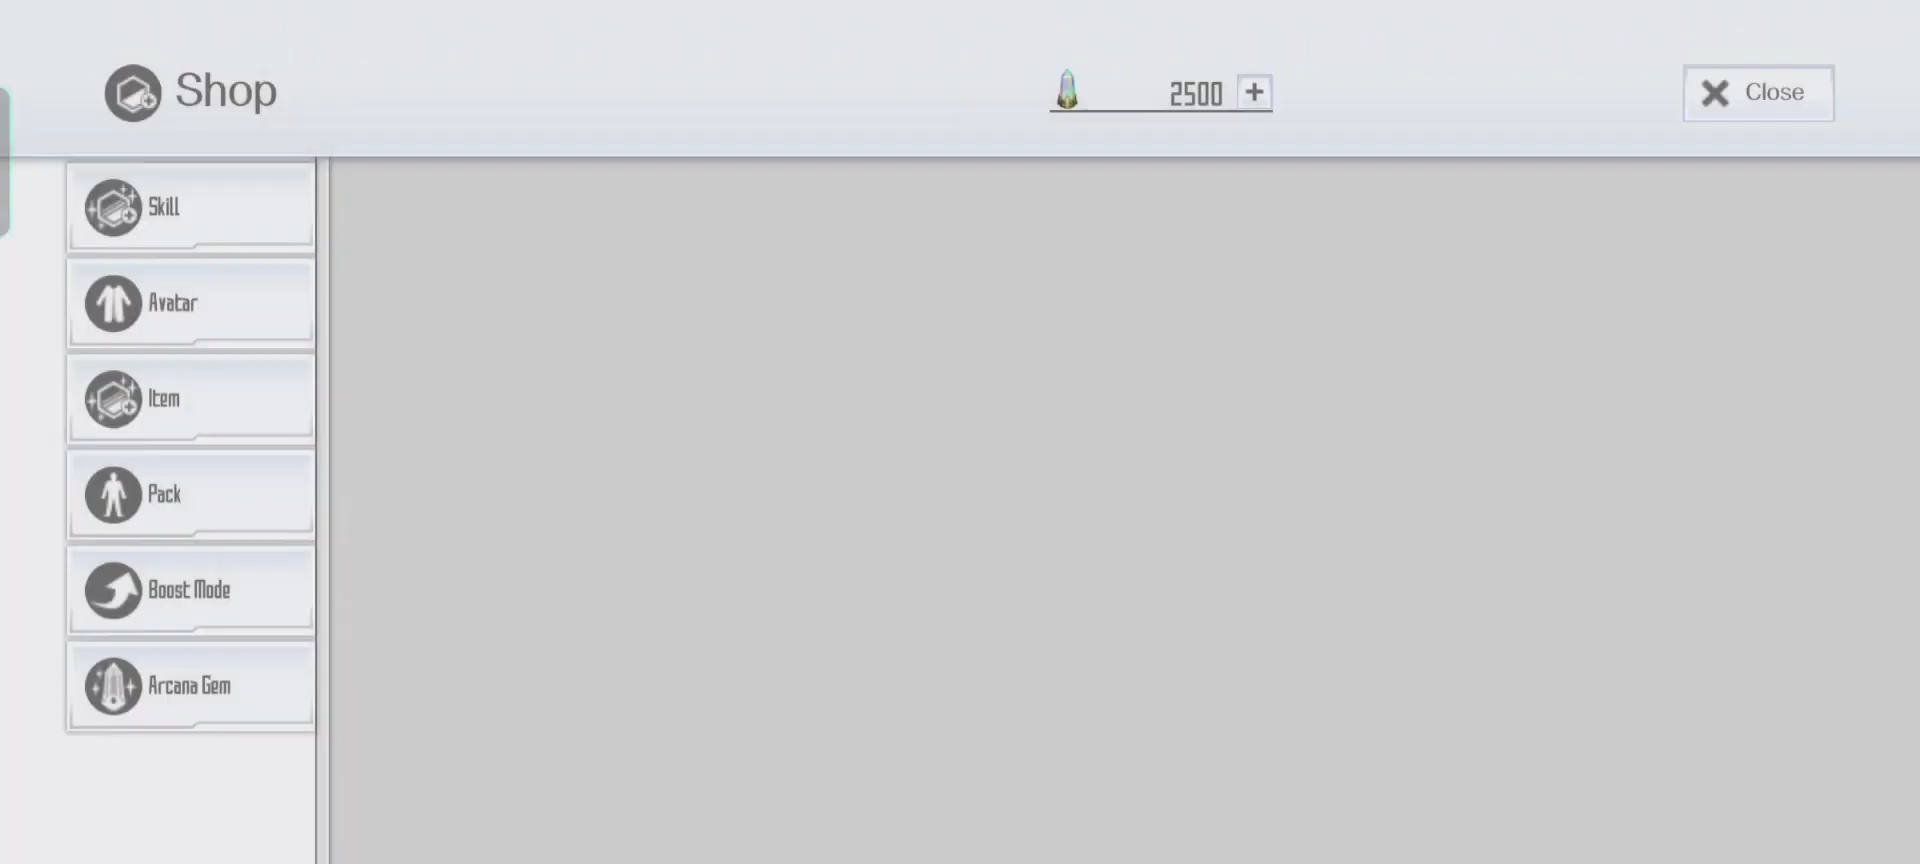 Shop
2500
Close
Skill
Avatar
Item
Pack
Boost Mode
Arcana Gem